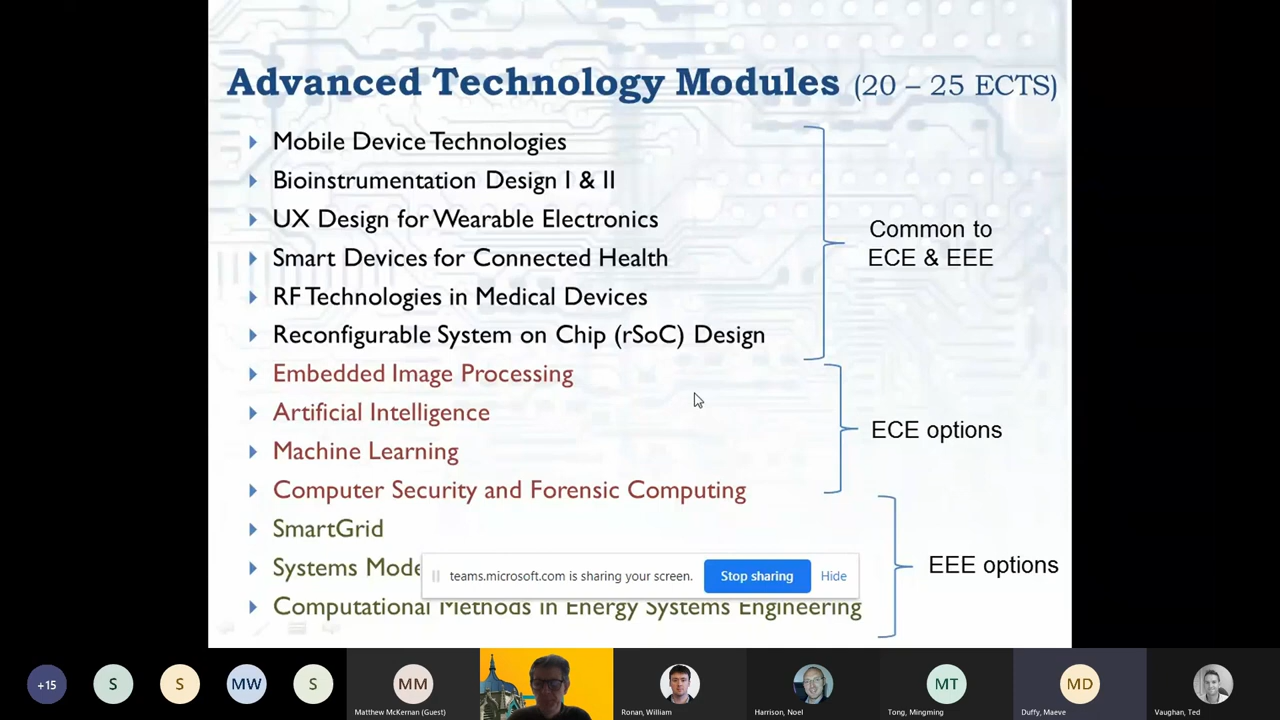 Advanced Technology Modules (20 – 25 ECTS)
Mobile Device Technologies
Bioinstrumentation Design I & II
UX Design for Wearable Electronics
Smart Devices for Connected Health
RF Technologies in Medical Devices
Reconfigurable System on Chip (rSoC) Design
Common to
ECE & EEE
Embedded Image Processing
Artificial Intelligence
Machine Learning
Computer Security and Forensic Computing
ECE options
SmartGrid
Systems
Computational Methods in Energy Systems Engineering
EEE options
teams.microsoft.com is sharing your screen.
Stop sharing
Hide
+15
S
S
MW
S
MM
MT
MD
Matthew McKernan (Guest)
Ronan, William
Harrison, Noel
Tong, Mingming
Duffy, Maeve
Vaughan, Ted